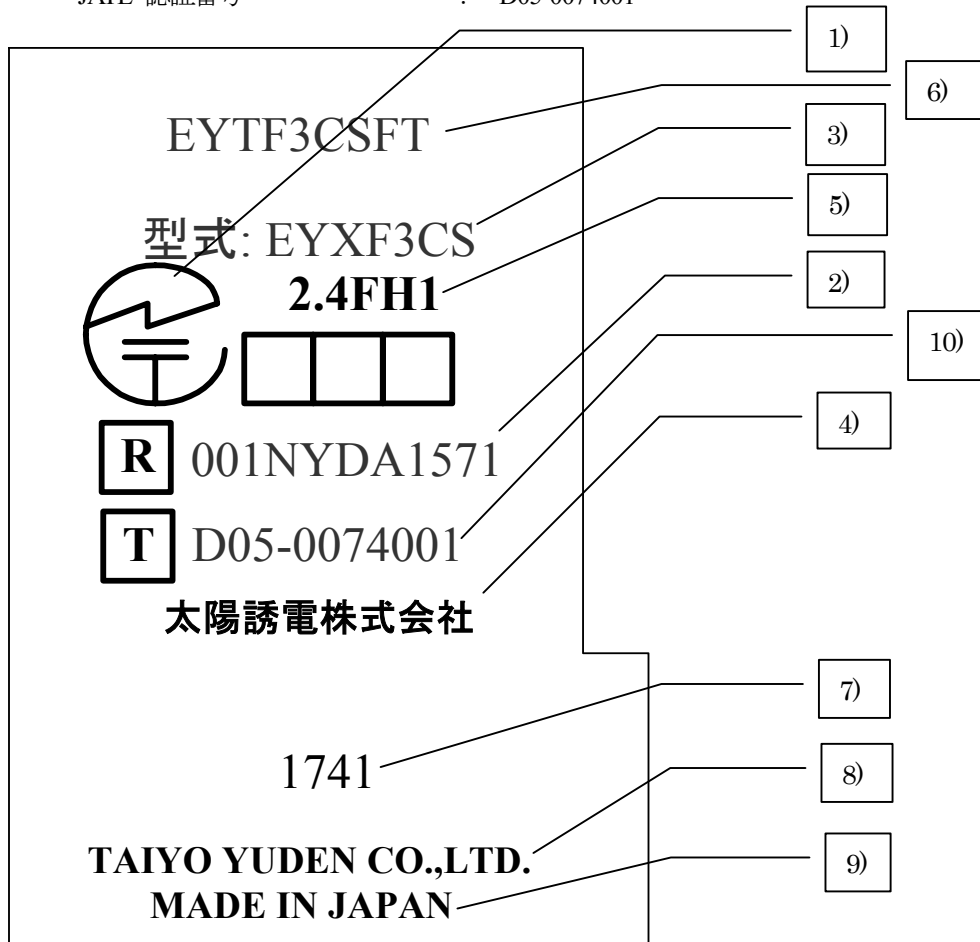 JATE 認証番号 : D05-0074001
1)
6)
EYTF3CSFT
3)
5)
型式: EYXF3CS
2.4FH1
2)
10)
4)
R 001NYDA1571
T D05-0074001
太陽誘電株式会社
7)
1741
8)
TAIYO YUDEN CO.,LTD.
9)
MADE IN JAPAN